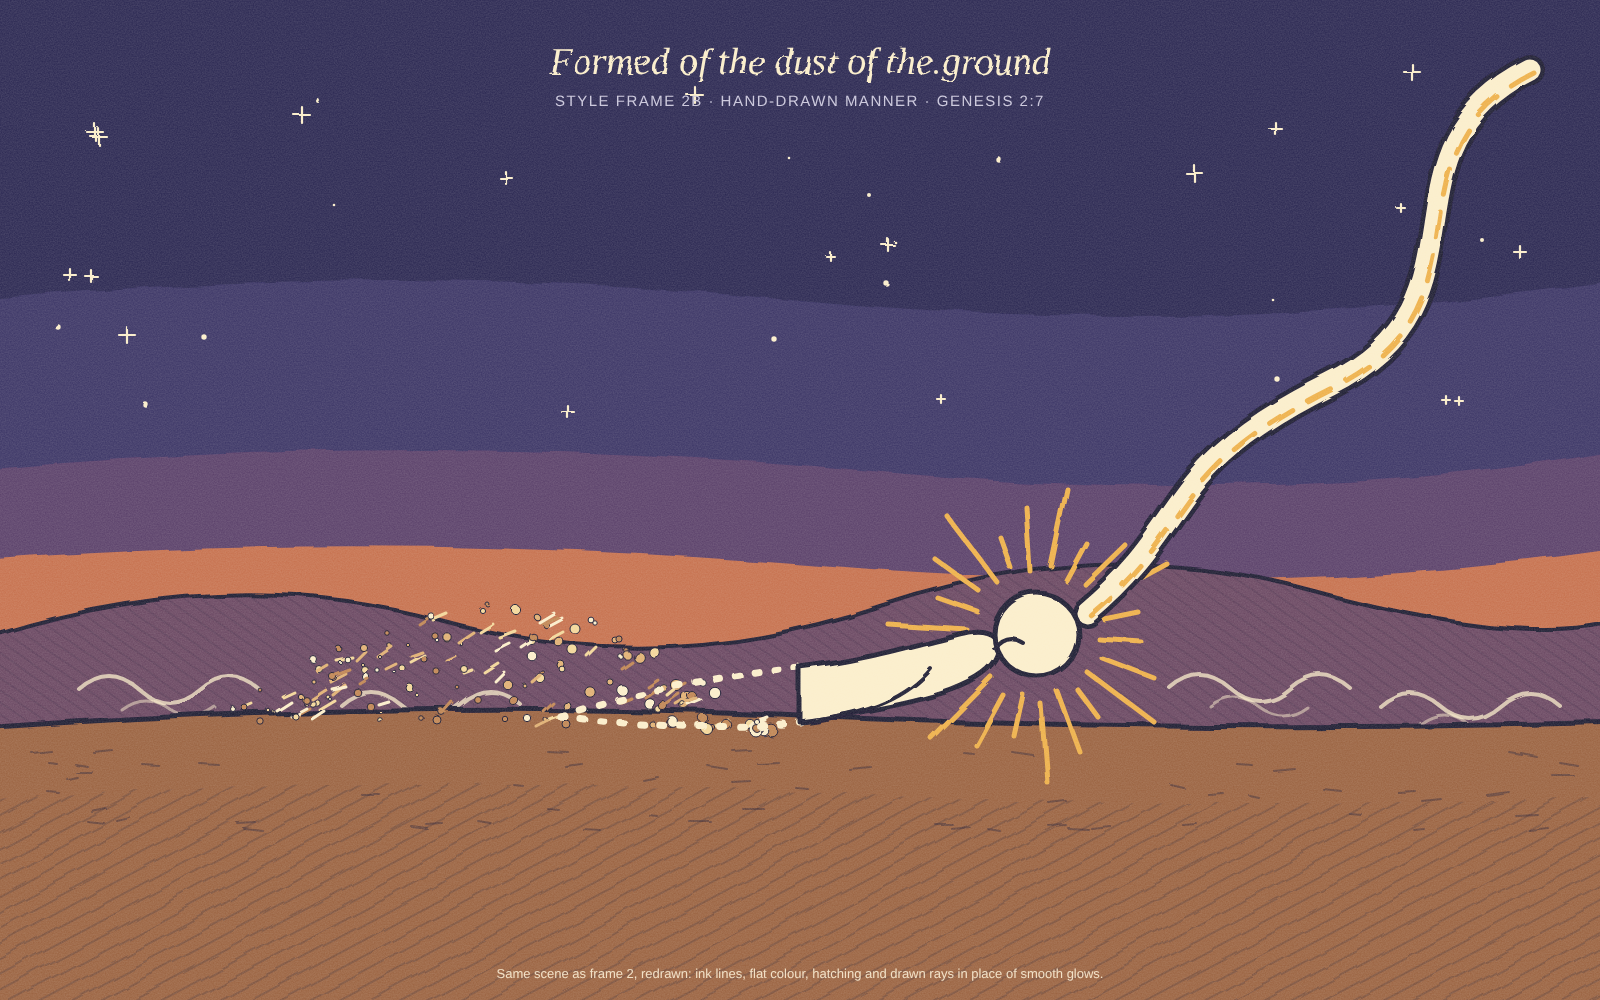 Formed of the dust of the ground
STYLE FRAME 2B · HAND-DRAWN MANNER · GENESIS 2:7
Same scene as frame 2, redrawn: ink lines, flat colour, hatching and drawn rays in place of smooth glows.